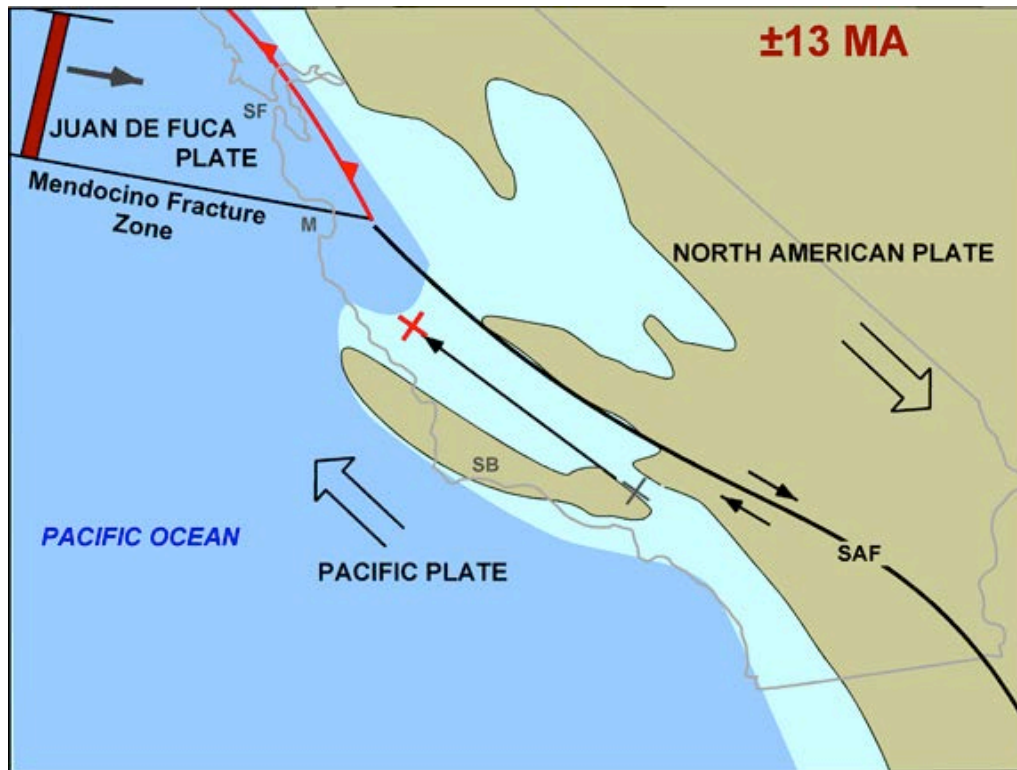 ±13 MA
SF
JUAN DE FUCA
PLATE
Mendocino Fracture
Zone
M
NORTH AMERICAN PLATE
SB
PACIFIC OCEAN
SAF
PACIFIC PLATE